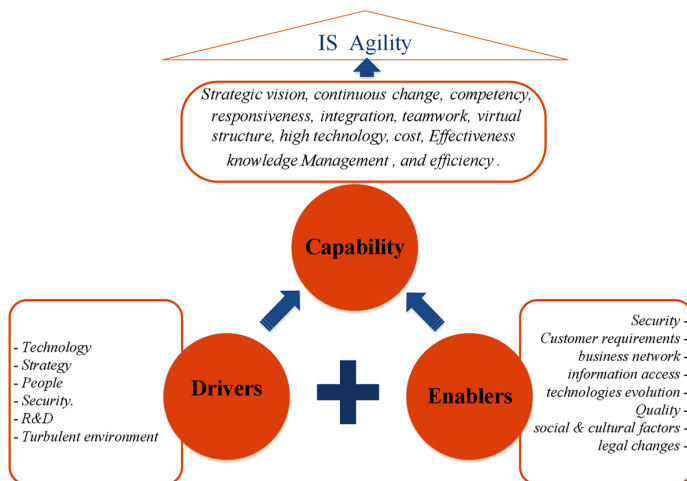 IS Agility
Strategic vision, continuous change, competency,
responsiveness, integration, teamwork, virtual
structure, high technology, cost, Effectiveness
knowledge Management , and efficiency .
Capability
- Technology
- Strategy
- People
- Security.
- R&D
- Turbulent environment
Drivers
Enablers
Security -
Customer requirements -
business network -
information access -
technologies evolution -
Quality -
social & cultural factors -
legal changes -